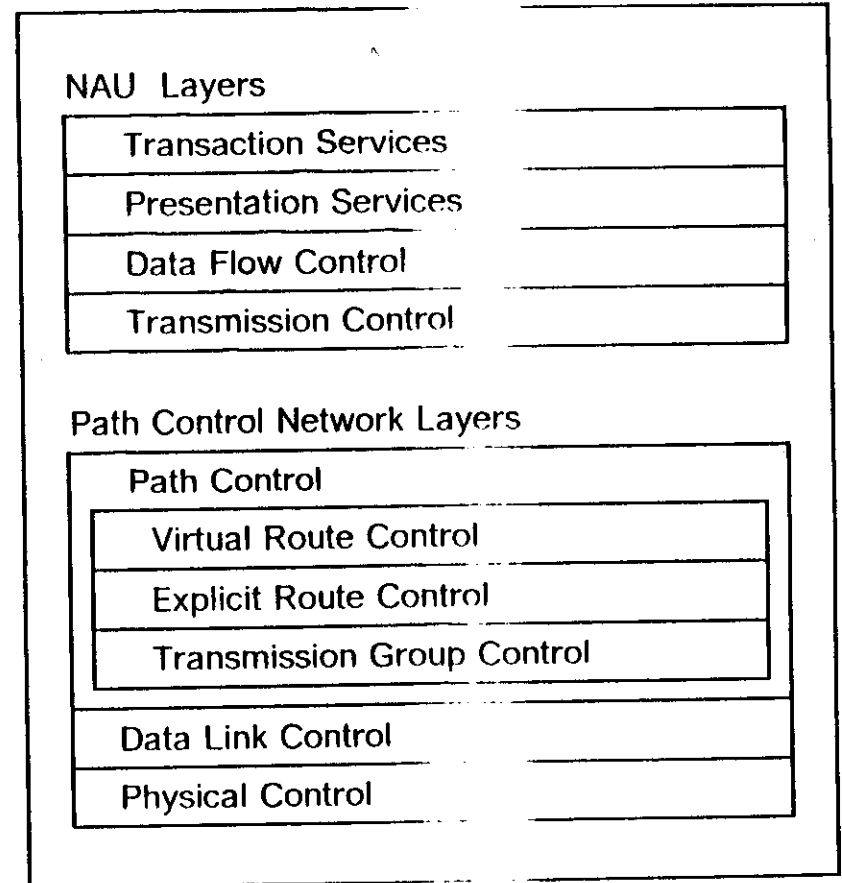 NAU Layers
Transaction Services
Presentation Services
Data Flow Control
Transmission Control
Path Control Network Layers
Path Control
Virtual Route Control
Explicit Route Control
Transmission Group Control
Data Link Control
Physical Control